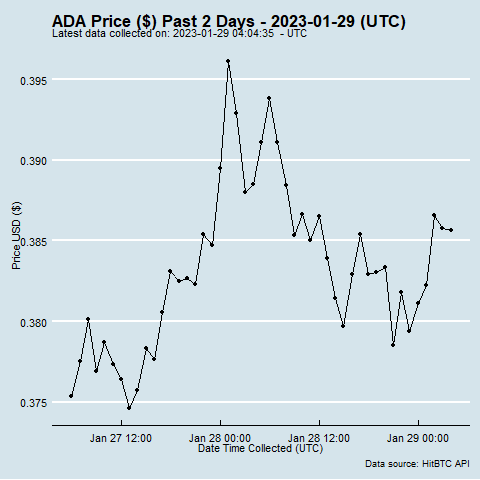 ADA Price ($) Past 2 Days - 2023-01-29 (UTC)
Latest data collected on: 2023-01-29 04:04:35  - UTC
0.395
0.390
0.385
0.380
0.375
Price USD ($)
Jan 27 12:00
Jan 28 00:00
Jan 28 12:00
Jan 29 00:00
Date Time Collected (UTC)
Data source: HitBTC API